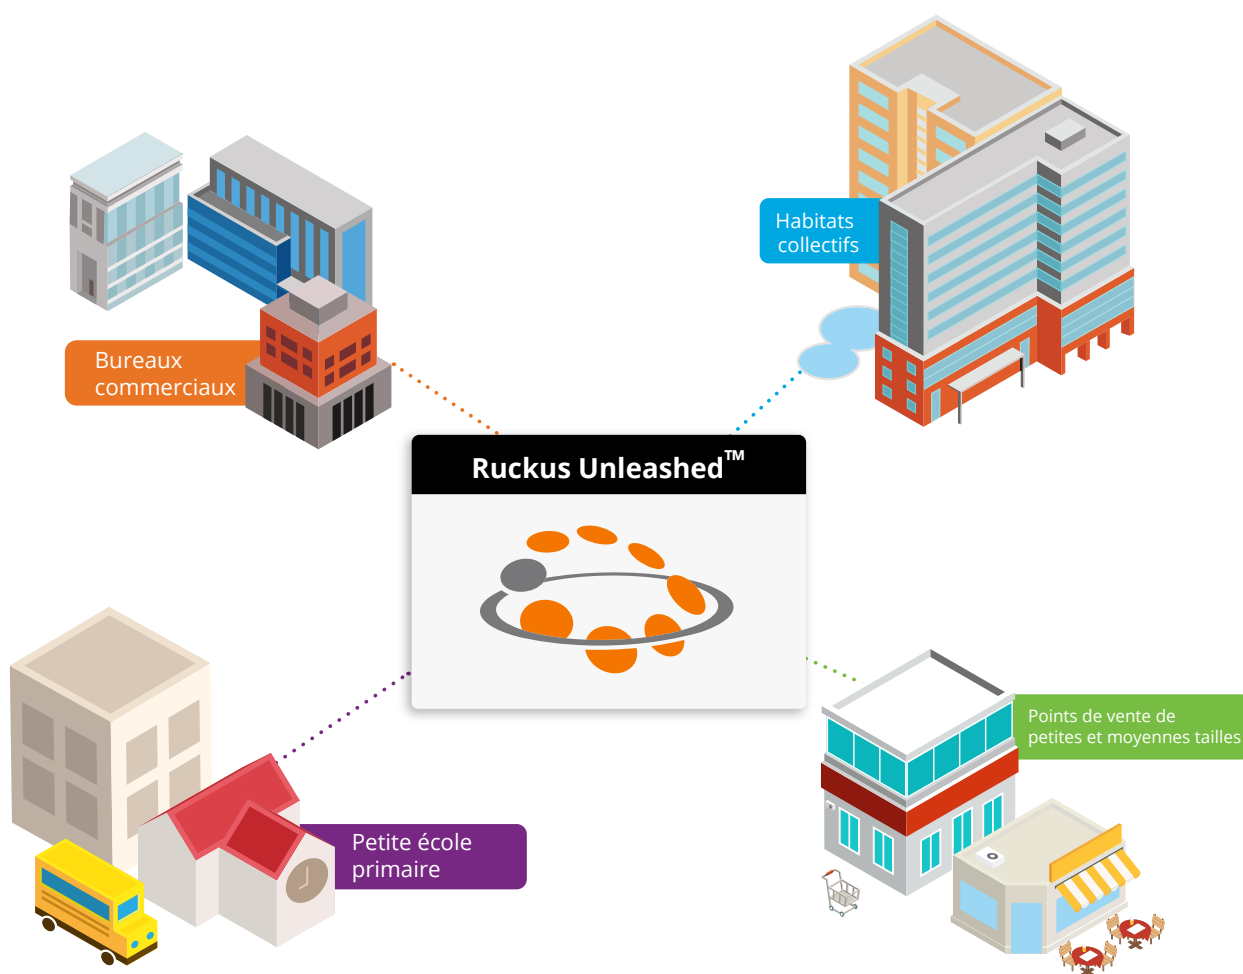 Habitats
collectifs
Bureaux
commerciaux
Ruckus Unleashed™
Points de vente de
petites et moyennes tailles
Petite école
primaire